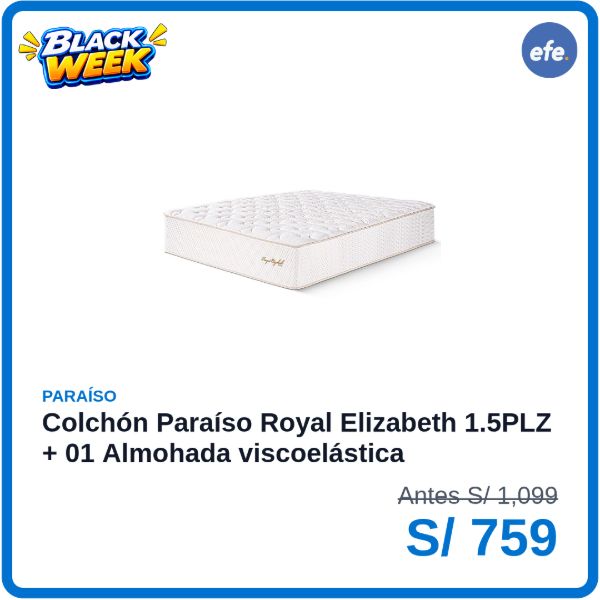 BLACK
WEEK
efe.
PARAÍSO
Colchón Paraíso Royal Elizabeth 1.5PLZ
+ 01 Almohada viscoelástica
Antes S/ 1,099
S/ 759